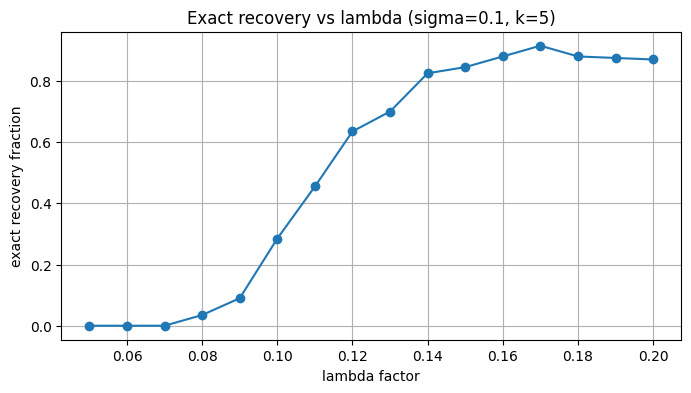 Exact recovery vs lambda (sigma=0.1, k=5)
exact recovery fraction
0.8
0.6
0.4
0.2
0.0
0.06 0.08 0.10 0.12 0.14 0.16 0.18 0.20
lambda factor